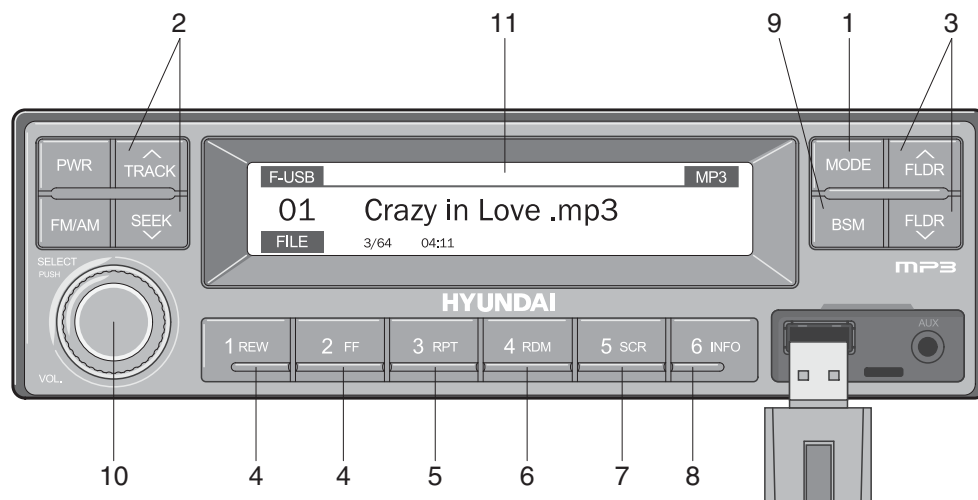 2 11 9 1 3
PWR TRACK
FM/AM SEEK
F-USB MP3
01 Crazy in Love .mp3
FILE 3/64 04:11
MODE FLDR
BSM FLDR
MP3
SELECT
PUSH
VOL.
HYUNDAI
1 REW 2 FF 3 RPT 4 RDM 5 SCR 6 INFO
AUX
10 4 4 5 6 7 8